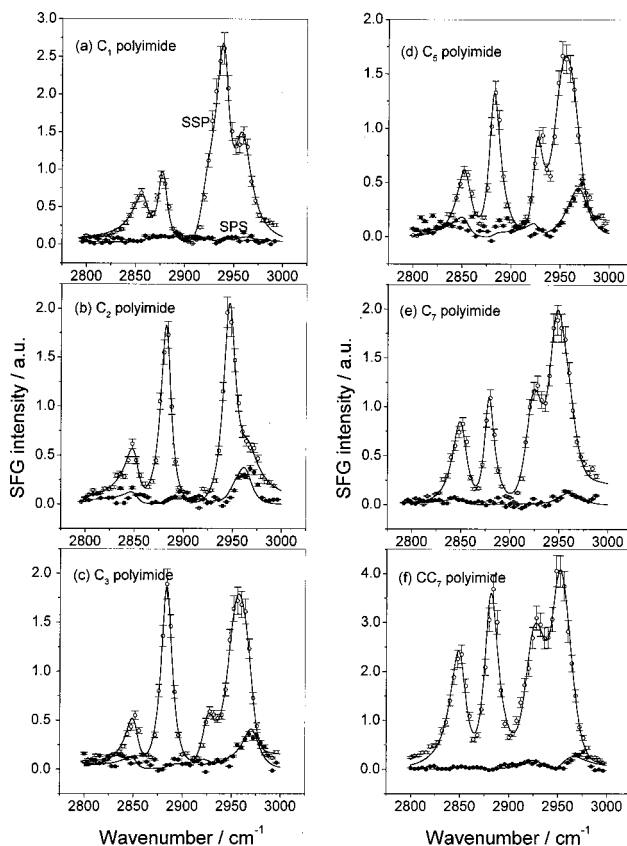 (a) C1 polyimide
SSP
SPS
3.0
2.5
2.0
1.5
1.0
0.5
0.0
2800 2850 2900 2950 3000
(b) C2 polyimide
2.0
1.5
1.0
0.5
0.0
2800 2850 2900 2950 3000
(c) C3 polyimide
2.0
1.5
1.0
0.5
0.0
2800 2850 2900 2950 3000
SFG intensity / a.u.
Wavenumber / cm-1
(d) C5 polyimide
2.0
1.5
1.0
0.5
0.0
2800 2850 2900 2950 3000
(e) C7 polyimide
2.0
1.5
1.0
0.5
0.0
2800 2850 2900 2950 3000
(f) CC7 polyimide
4.0
3.0
2.0
1.0
0.0
2800 2850 2900 2950 3000
SFG intensity / a.u.
Wavenumber / cm-1